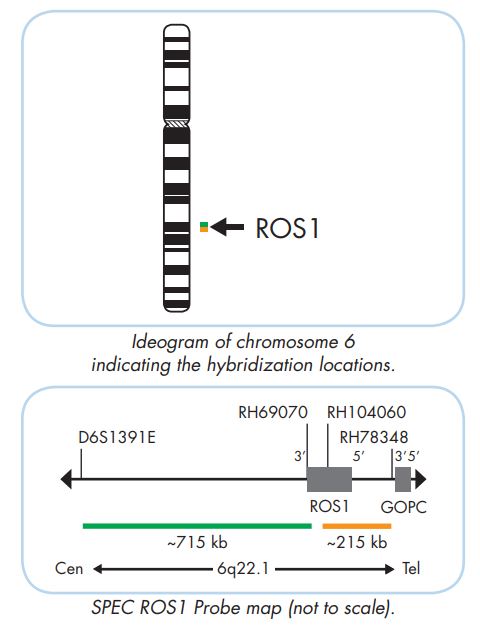 ROS1
Ideogram of chromosome 6
indicating the hybridization locations.
RH69070 RH104060
D6S1391E RH78348
3' 5' 3' 5'
ROS1 GOPC
~715 kb ~215 kb
Cen 6q22.1 Tel
SPEC ROS1 Probe map (not to scale).